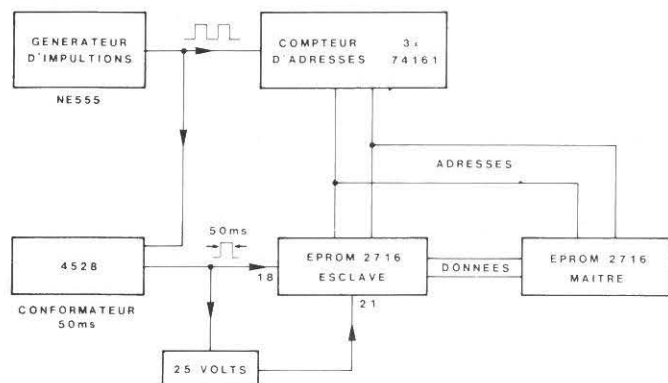 GENERATEUR
D'IMPULTIONS
NE555
COMPTEUR 3x
D'ADRESSES 74161
ADRESSES
50ms
4528
CONFORMATEUR
50ms
18
EPROM 2716
ESCLAVE
DONNEES
EPROM 2716
MAITRE
21
25 VOLTS